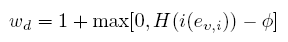 w_d = 1 + max[0, H(i(e_{υ,i})) − ϕ]